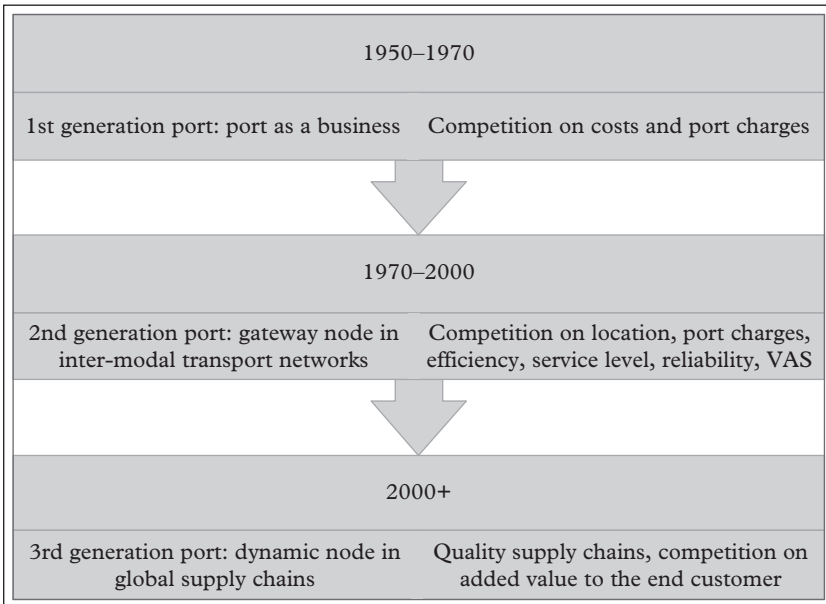 1950–1970
1st generation port: port as a business
Competition on costs and port charges
1970–2000
2nd generation port: gateway node in
inter-modal transport networks
Competition on location, port charges,
efficiency, service level, reliability, VAS
2000+
3rd generation port: dynamic node in
global supply chains
Quality supply chains, competition on
added value to the end customer